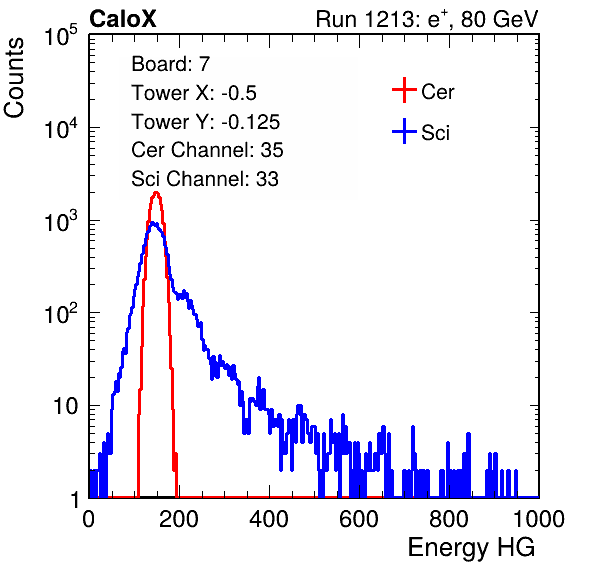 CaloX Run 1213: e⁺, 80 GeV
Counts
10⁵
10⁴
10³
10²
10
1
Board: 7
Tower X: -0.5
Tower Y: -0.125
Cer Channel: 35
Sci Channel: 33
Cer
Sci
0 200 400 600 800 1000
Energy HG